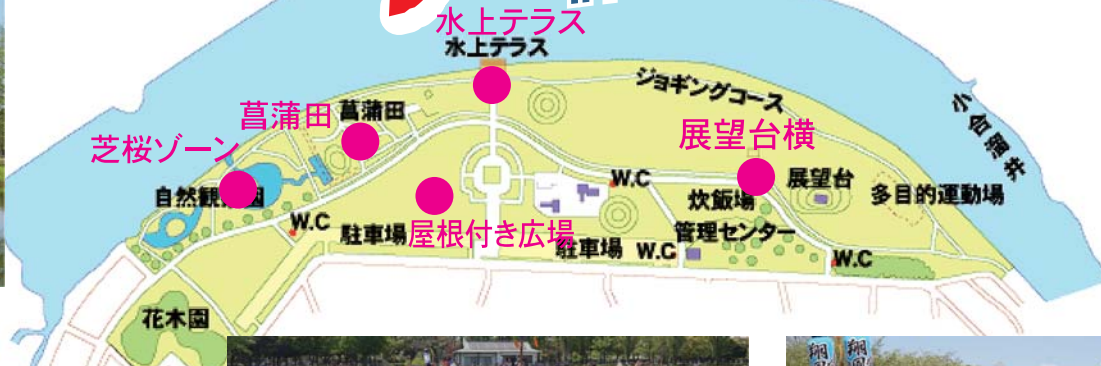 水上テラス
水上テラス
ジョギングコース
小合溜井
菖蒲田
菖蒲田
展望台横
芝桜ゾーン
自然観
園
W.C
展望台
炊飯場
多目的運動場
W.C
駐車場
屋根付き広場
駐車場
W.C
管理センター
W.C
花木園